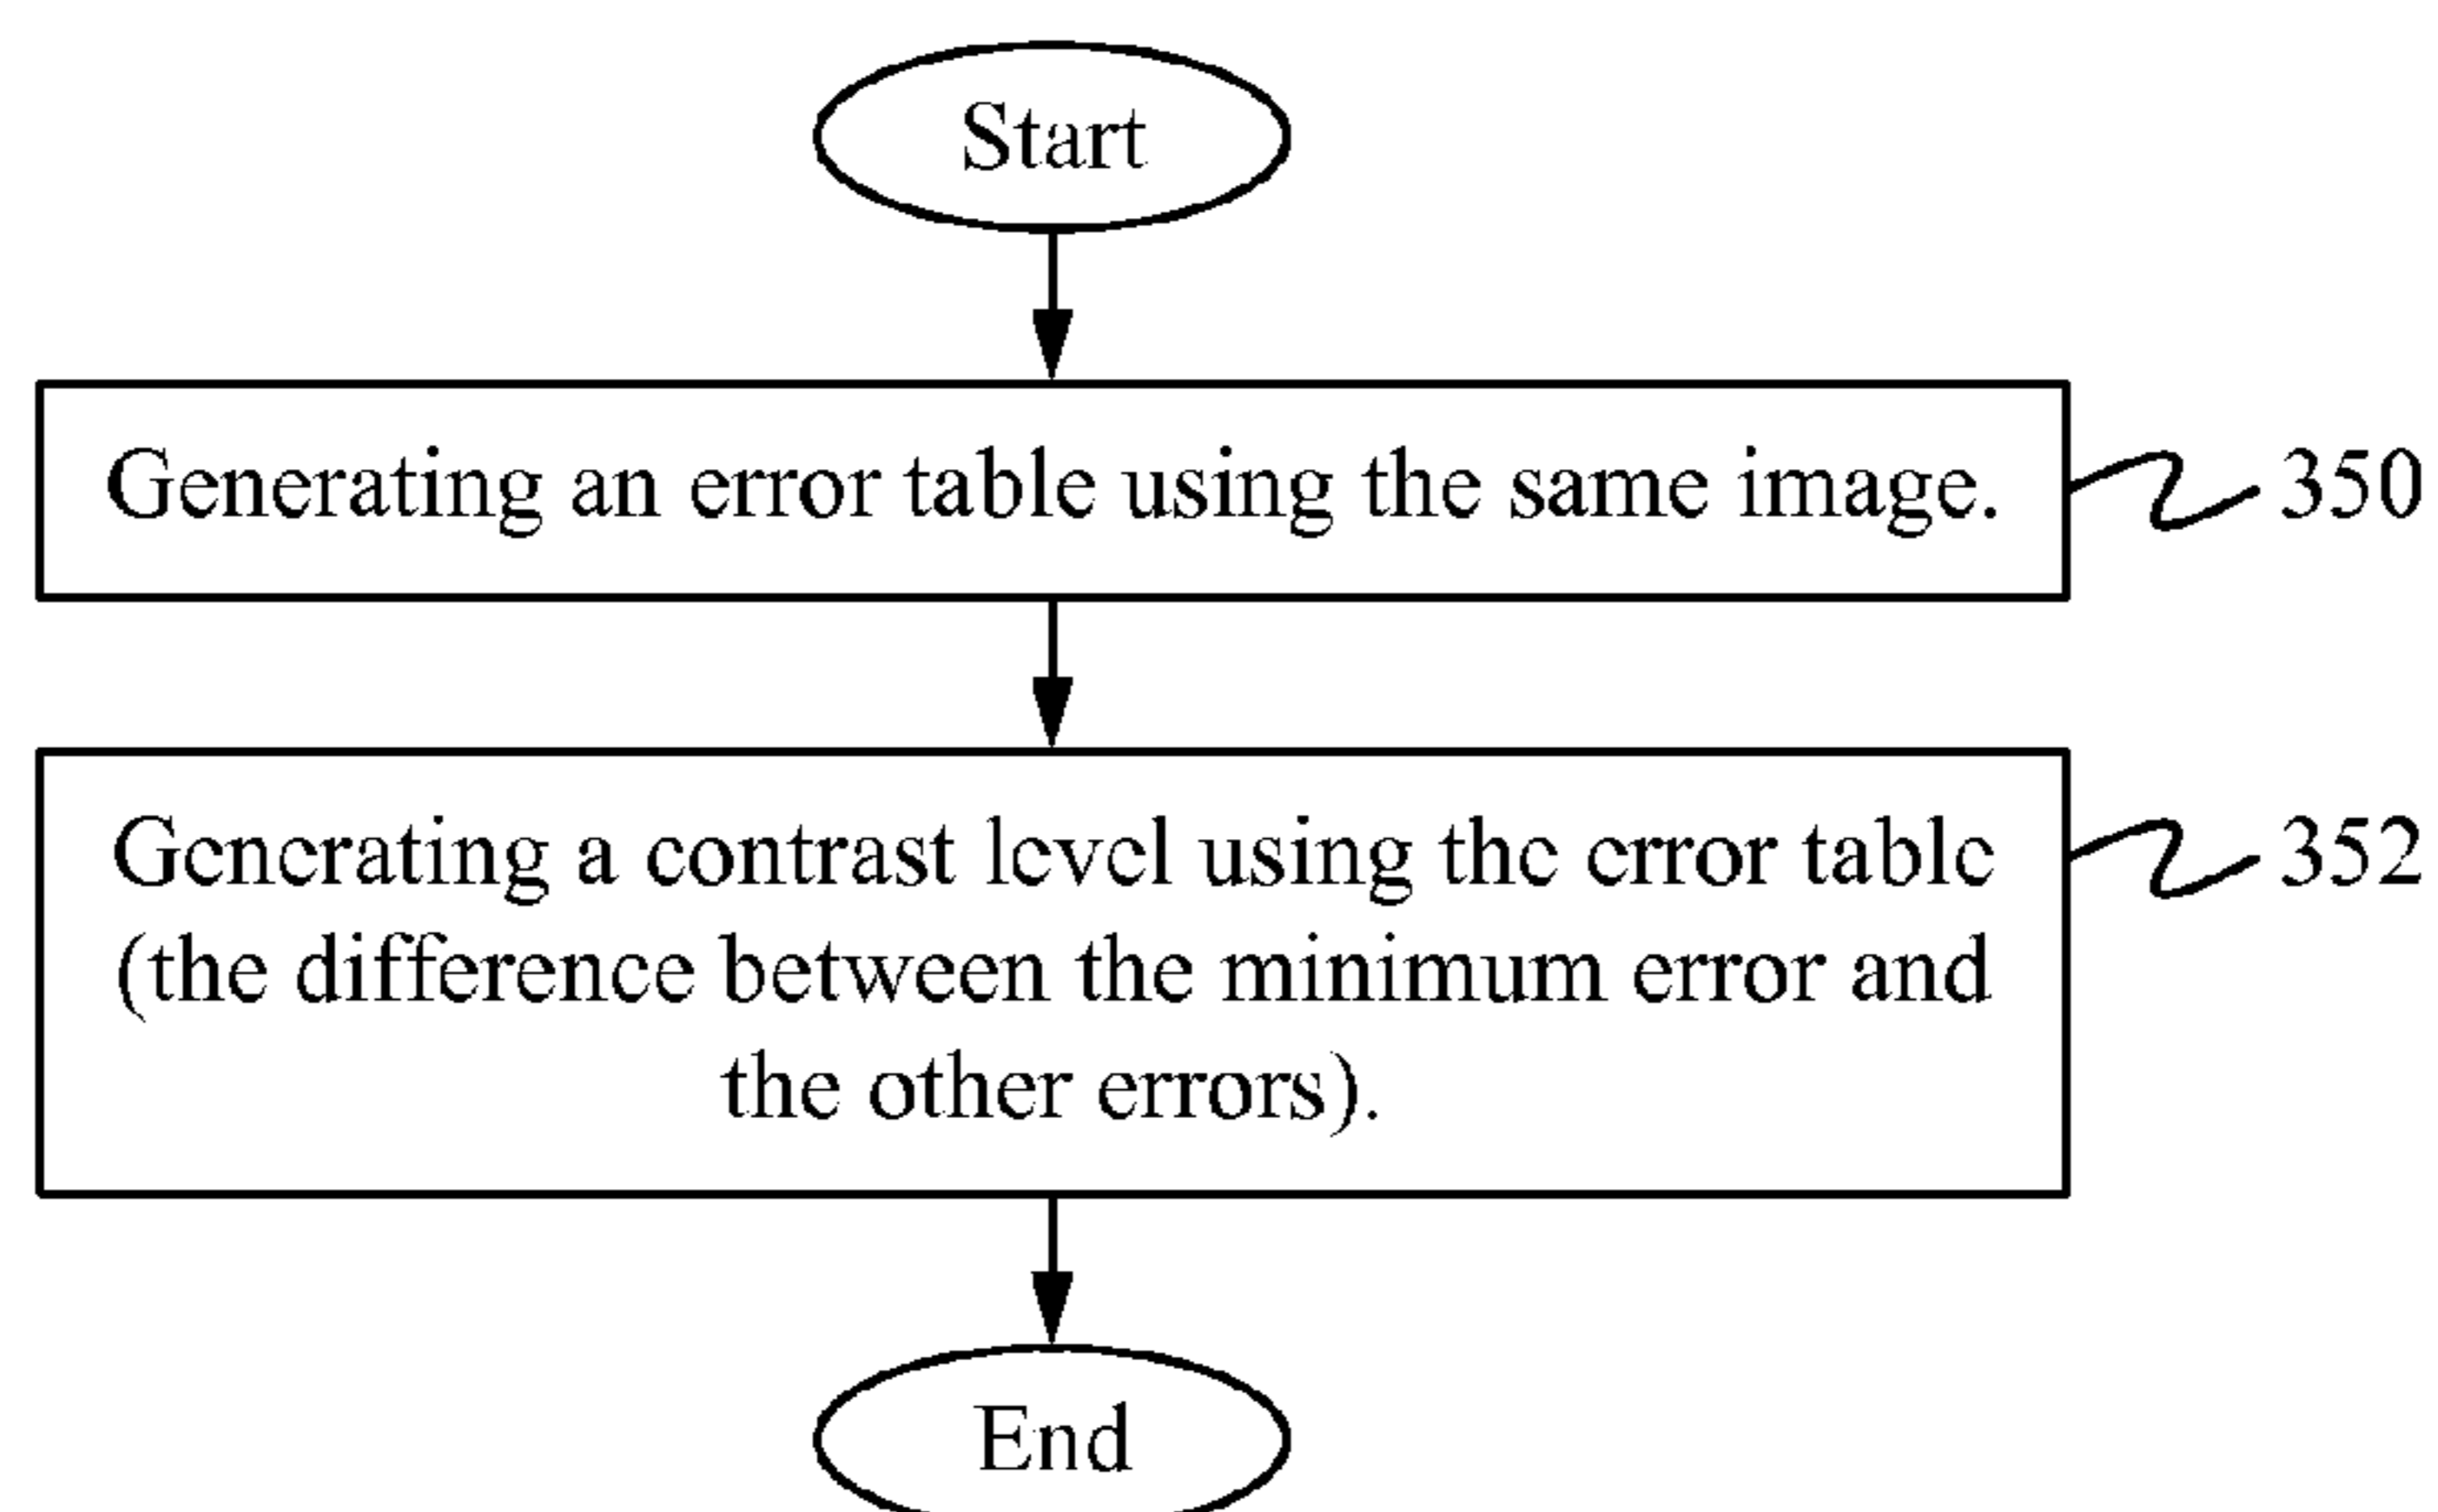 Start
Generating an error table using the same image.
350
Generating a contrast level using the error table
352
(the difference between the minimum error and
the other errors).
End